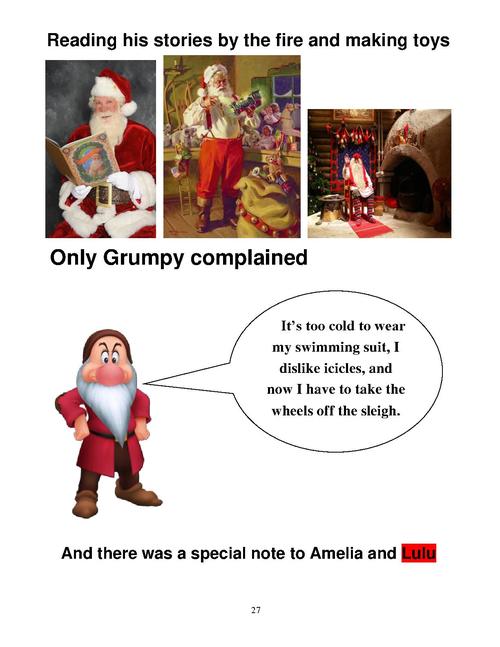 Reading his stories by the fire and making toys
Only Grumpy complained
It's too cold to wear
my swimming suit, I
dislike icicles, and
now I have to take the
wheels off the sleigh.
And there was a special note to Amelia and Lulu
27